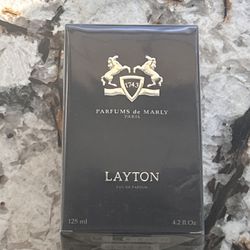 1743
PARFUMS de MARLY
PARIS
LAYTON
EAU DE PARFUM
125 ml 4.2 fl.Oz